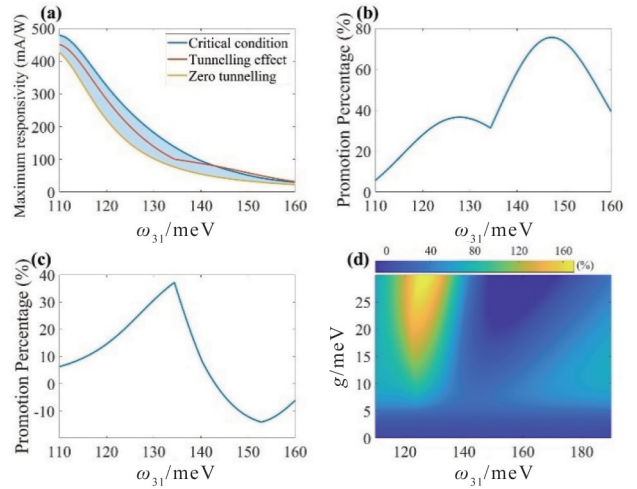 (a)
500
400
300
200
100
0
Maximum responsivity (mA/W)
Critical condition
Tunnelling effect
Zero tunnelling
110 120 130 140 150 160
ω31/meV
(b)
80
60
40
20
0
Promotion Percentage (%)
110 120 130 140 150 160
ω31/meV
(c)
40
30
20
10
0
-10
Promotion Percentage (%)
110 120 130 140 150 160
ω31/meV
(d)
0 40 80 120 160
(%)
25
20
15
10
5
0
g/meV
120 140 160 180
ω31/meV